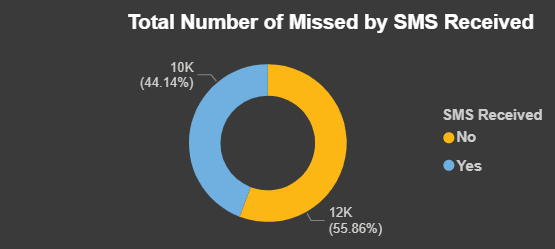 Total Number of Missed by SMS Received
10K
(44.14%)
SMS Received
No
Yes
12K
(55.86%)